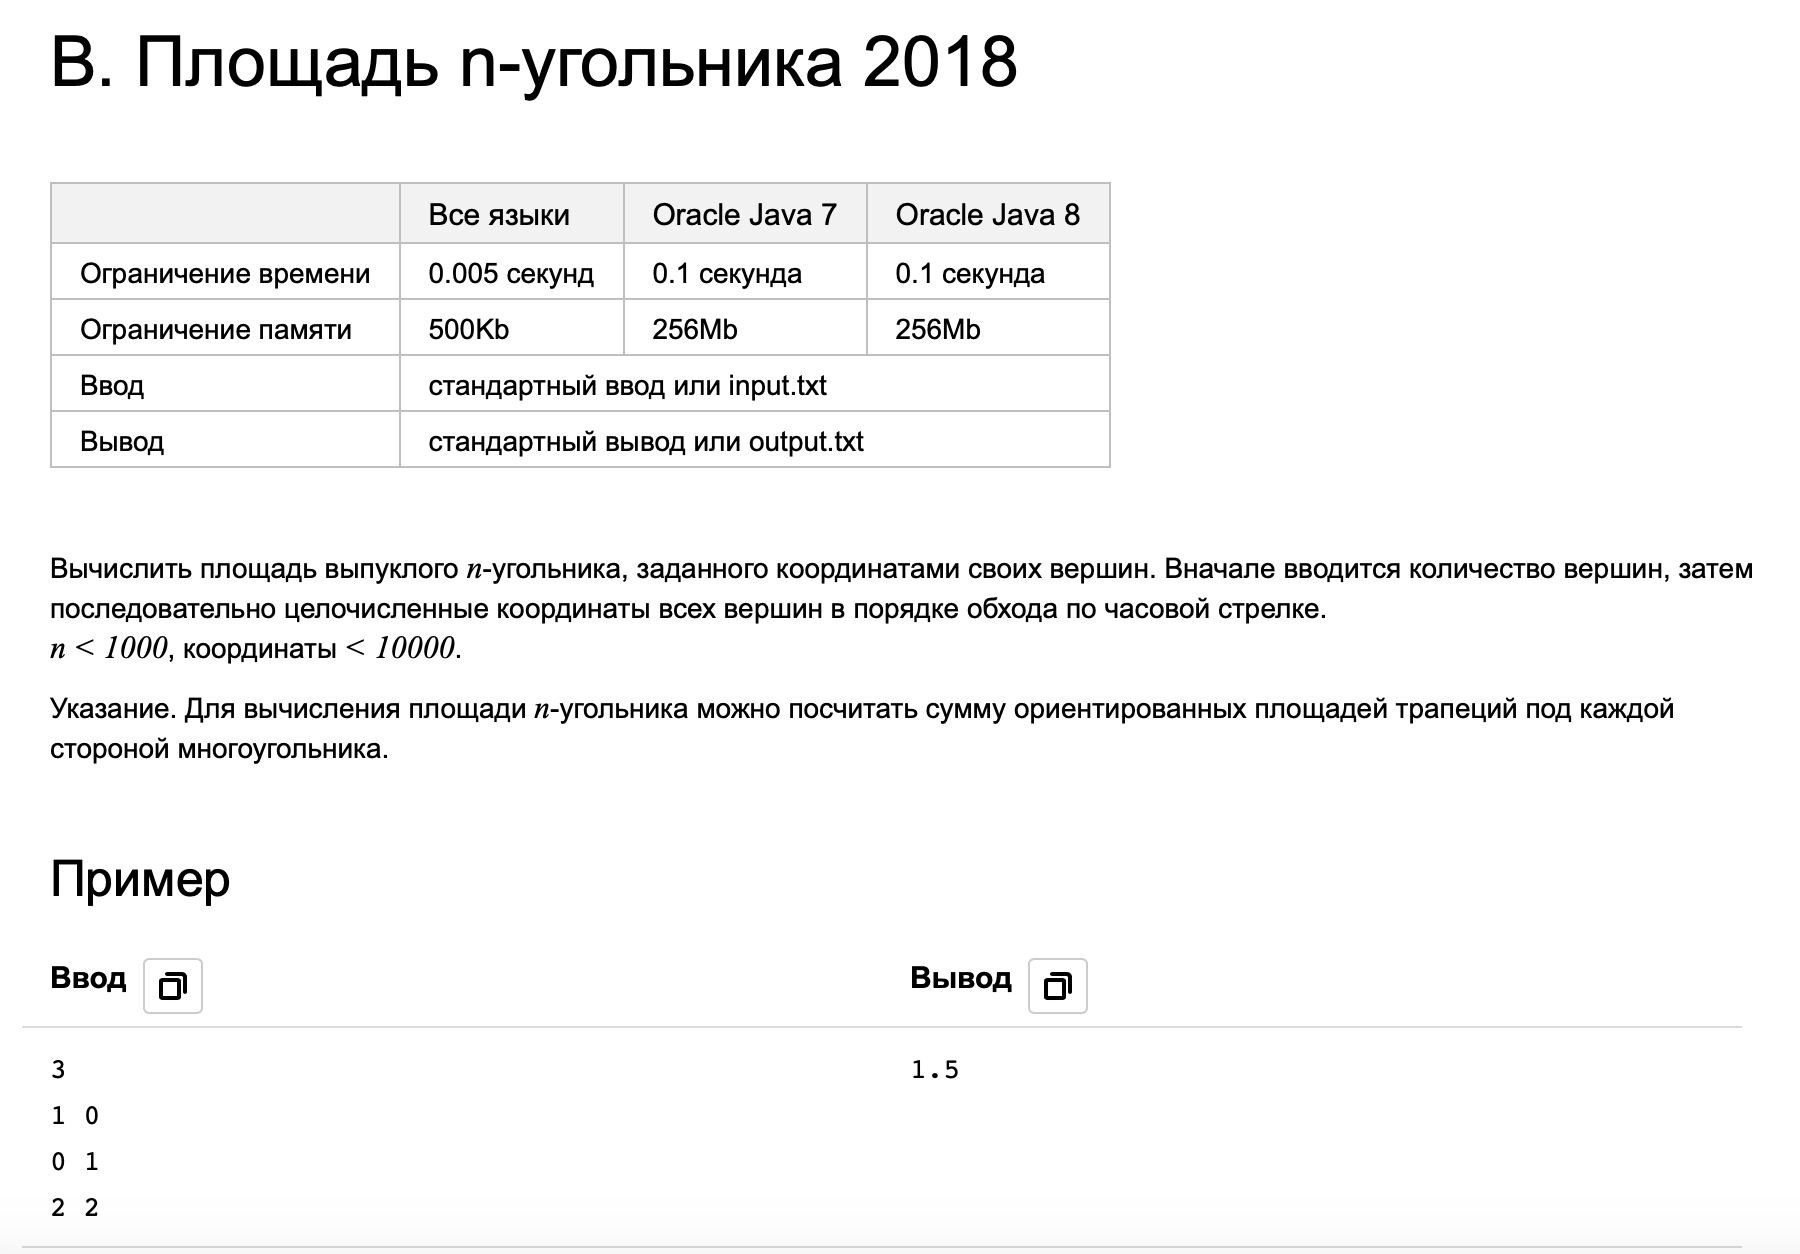 В. Площадь n-угольника 2018
Все языки Oracle Java 7 Oracle Java 8
Ограничение времени 0.005 секунд 0.1 секунда 0.1 секунда
Ограничение памяти 500Kb 256Mb 256Mb
Ввод стандартный ввод или input.txt
Вывод стандартный вывод или output.txt
Вычислить площадь выпуклого n-угольника, заданного координатами своих вершин. Вначале вводится количество вершин, затем
последовательно целочисленные координаты всех вершин в порядке обхода по часовой стрелке.
n < 1000, координаты < 10000.
Указание. Для вычисления площади n-угольника можно посчитать сумму ориентированных площадей трапеций под каждой
стороной многоугольника.
Пример
Ввод Вывод
3 1.5
1 0
0 1
2 2